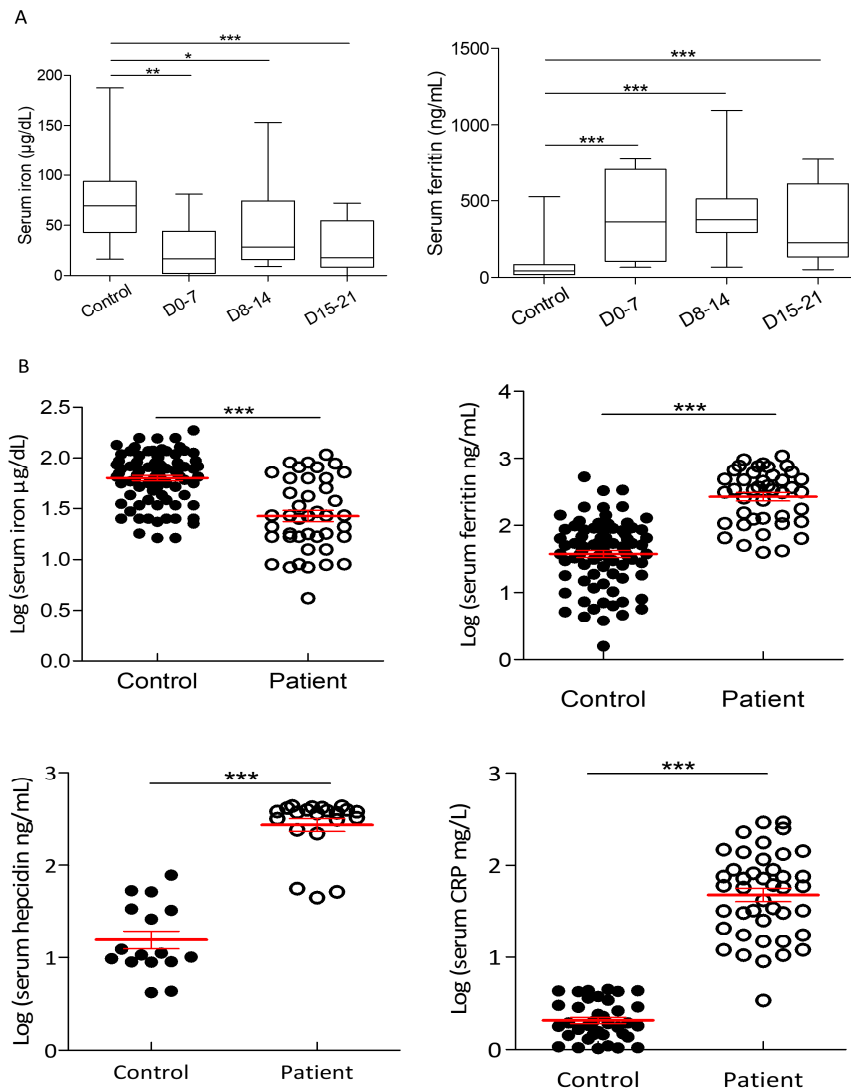 A
***
*
**
200
150
100
50
0
Serum iron (µg/dL)
Control
D0-7
D8-14
D15-21
***
***
***
1500
1000
500
0
Serum ferritin (ng/mL)
Control
D0-7
D8-14
D15-21
B
***
2.5
2.0
1.5
1.0
0.5
0.0
Log (serum iron µg/dL)
Control
Patient
***
4
3
2
1
0
Log (serum ferritin ng/mL)
Control
Patient
***
3
2
1
0
Log (serum hepcidin ng/mL)
Control
Patient
***
3
2
1
0
Log (serum CRP mg/L)
Control
Patient